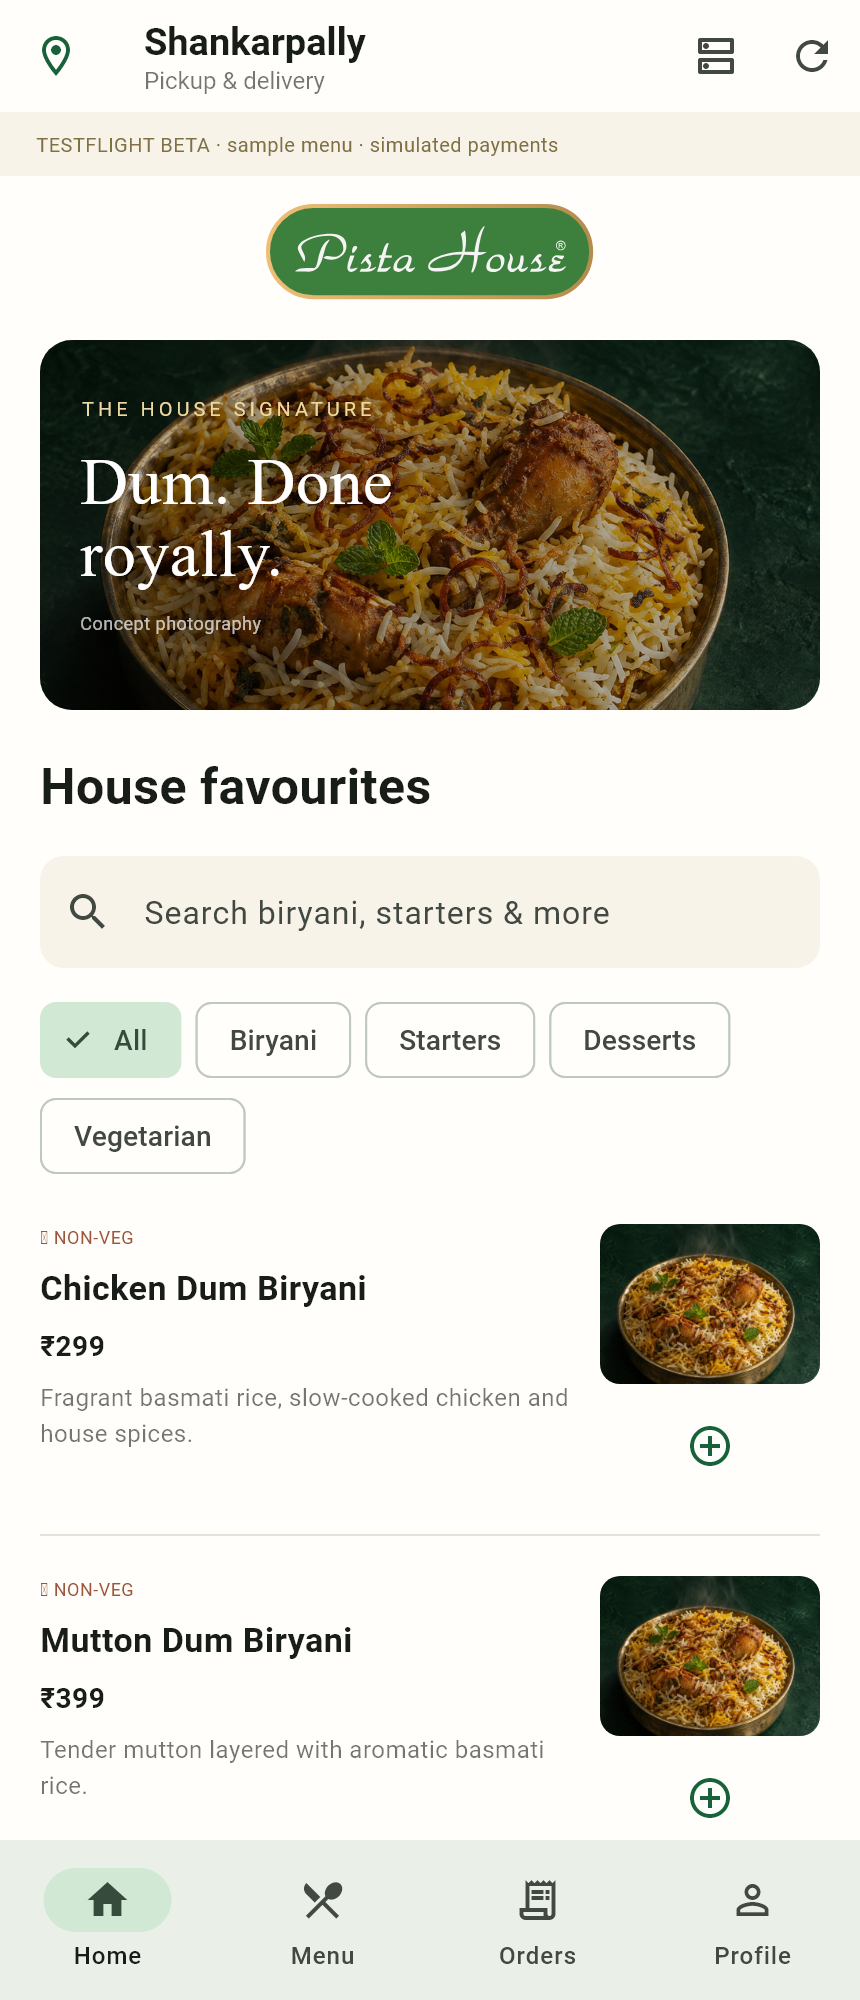 Shankarpally
Pickup & delivery
TESTFLIGHT BETA · sample menu · simulated payments
Pista House®
THE HOUSE SIGNATURE
Dum. Done
royally.
Concept photography
House favourites
Search biryani, starters & more
All
Biryani
Starters
Desserts
Vegetarian
NON-VEG
Chicken Dum Biryani
₹299
Fragrant basmati rice, slow-cooked chicken and
house spices.
NON-VEG
Mutton Dum Biryani
₹399
Tender mutton layered with aromatic basmati
rice.
Home
Menu
Orders
Profile